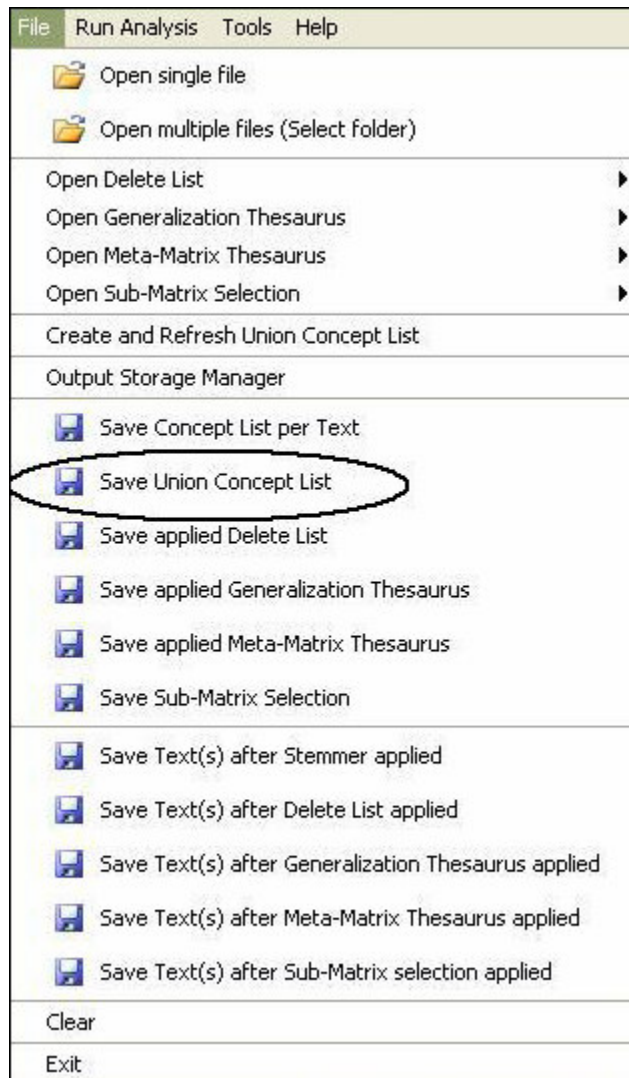 File Run Analysis Tools Help
Open single file
Open multiple files (Select folder)
Open Delete List
Open Generalization Thesaurus
Open Meta-Matrix Thesaurus
Open Sub-Matrix Selection
Create and Refresh Union Concept List
Output Storage Manager
Save Concept List per Text
Save Union Concept List
Save applied Delete List
Save applied Generalization Thesaurus
Save applied Meta-Matrix Thesaurus
Save Sub-Matrix Selection
Save Text(s) after Stemmer applied
Save Text(s) after Delete List applied
Save Text(s) after Generalization Thesaurus applied
Save Text(s) after Meta-Matrix Thesaurus applied
Save Text(s) after Sub-Matrix selection applied
Clear
Exit